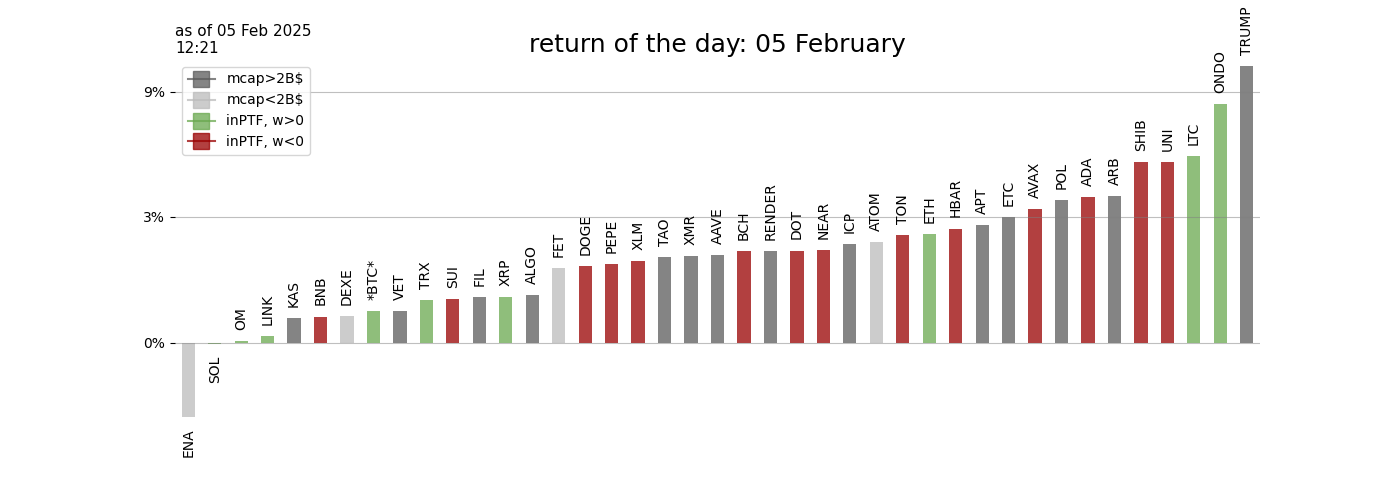 as of 05 Feb 2025
12:21
return of the day: 05 February
mcap>2B$
mcap<2B$
inPTF, w>0
inPTF, w<0
9%
3%
0%
ENA
SOL
OM
LINK
KAS
BNB
DEXE
*BTC*
VET
TRX
SUI
FIL
XRP
ALGO
FET
DOGE
PEPE
XLM
TAO
XMR
AAVE
BCH
RENDER
DOT
NEAR
ICP
ATOM
TON
ETH
HBAR
APT
ETC
AVAX
POL
ADA
ARB
SHIB
UNI
LTC
ONDO
TRUMP